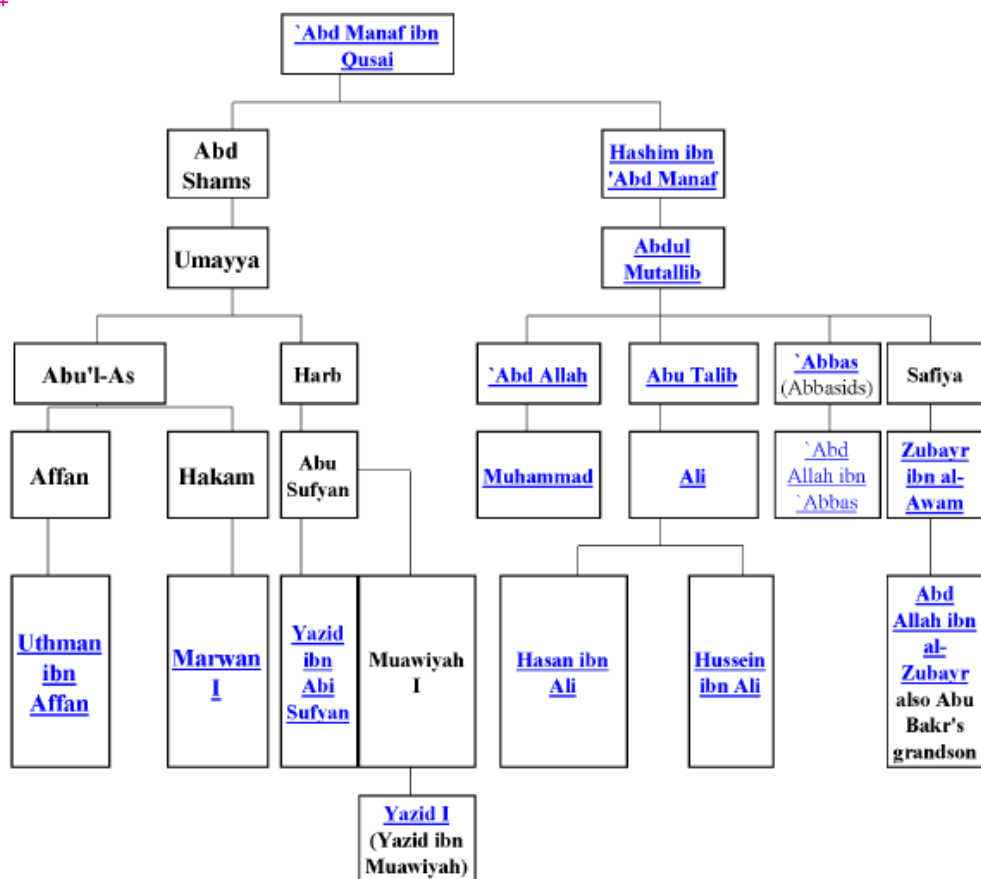 `Abd Manaf ibn
Qusai
Abd
Shams
Hashim ibn
'Abd Manaf
Umayya
Abdul
Mutallib
Abu'l-As
Harb
`Abd Allah
Abu Talib
`Abbas
(Abbasids)
Safiya
Affan
Hakam
Abu
Sufyan
Muhammad
Ali
`Abd
Allah ibn
`Abbas
Zubayr
ibn al-
Awam
Uthman
ibn
Affan
Marwan
I
Yazid
ibn
Abi
Sufyan
Muawiyah
I
Hasan ibn
Ali
Hussein
ibn Ali
Abd
Allah ibn
al-
Zubayr
also Abu
Bakr's
grandson
Yazid I
(Yazid ibn
Muawiyah)